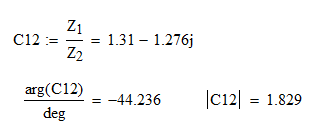 C12 := Z1/Z2 = 1.31 − 1.276j
arg(C12)/deg = −44.236 |C12| = 1.829